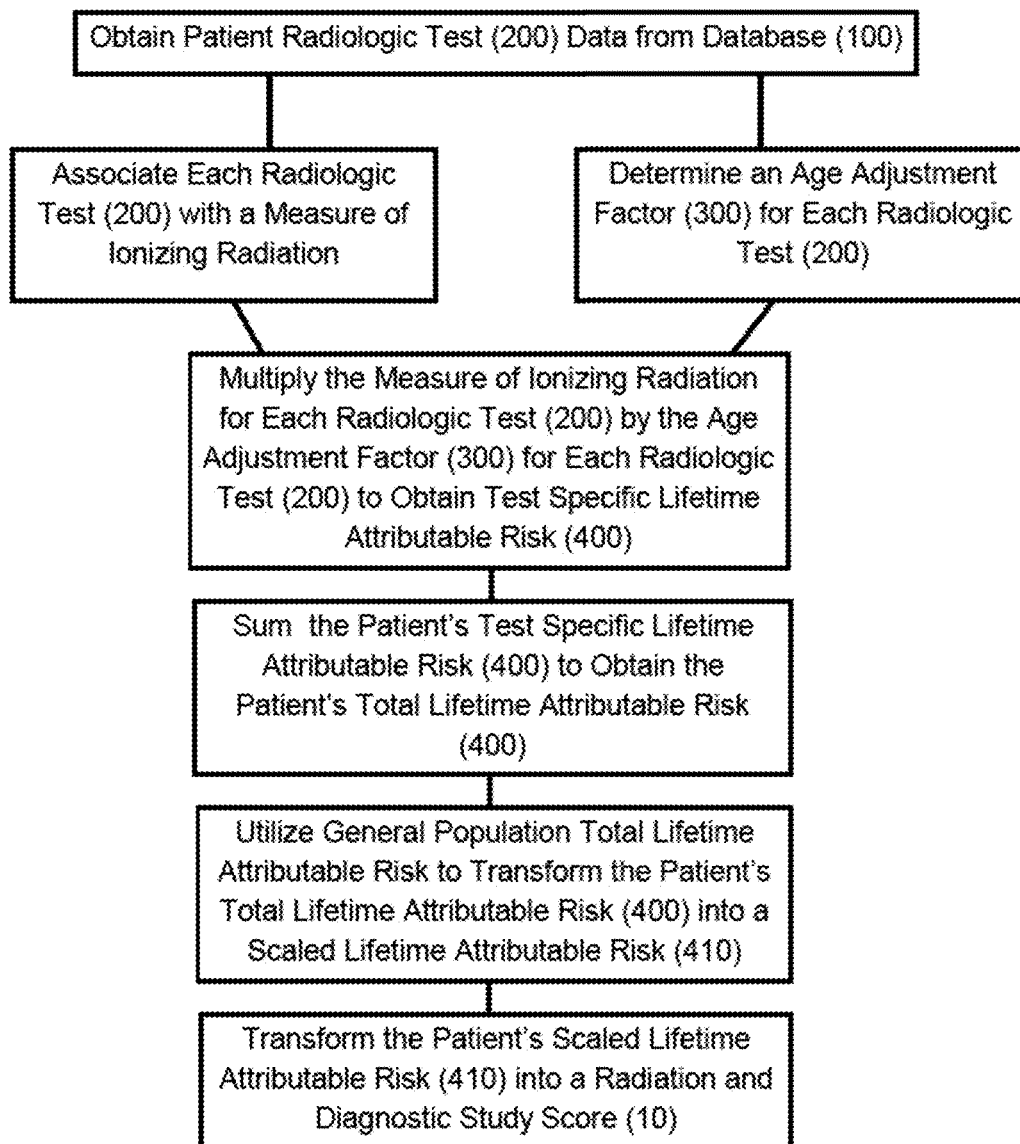 Obtain Patient Radiologic Test (200) Data from Database (100)
Associate Each Radiologic
Test (200) with a Measure of
Ionizing Radiation
Determine an Age Adjustment
Factor (300) for Each Radiologic
Test (200)
Multiply the Measure of Ionizing Radiation
for Each Radiologic Test (200) by the Age
Adjustment Factor (300) for Each Radiologic
Test (200) to Obtain Test Specific Lifetime
Attributable Risk (400)
Sum the Patient's Test Specific Lifetime
Attributable Risk (400) to Obtain the
Patient's Total Lifetime Attributable Risk
(400)
Utilize General Population Total Lifetime
Attributable Risk to Transform the Patient's
Total Lifetime Attributable Risk (400) into a
Scaled Lifetime Attributable Risk (410)
Transform the Patient's Scaled Lifetime
Attributable Risk (410) into a Radiation and
Diagnostic Study Score (10)